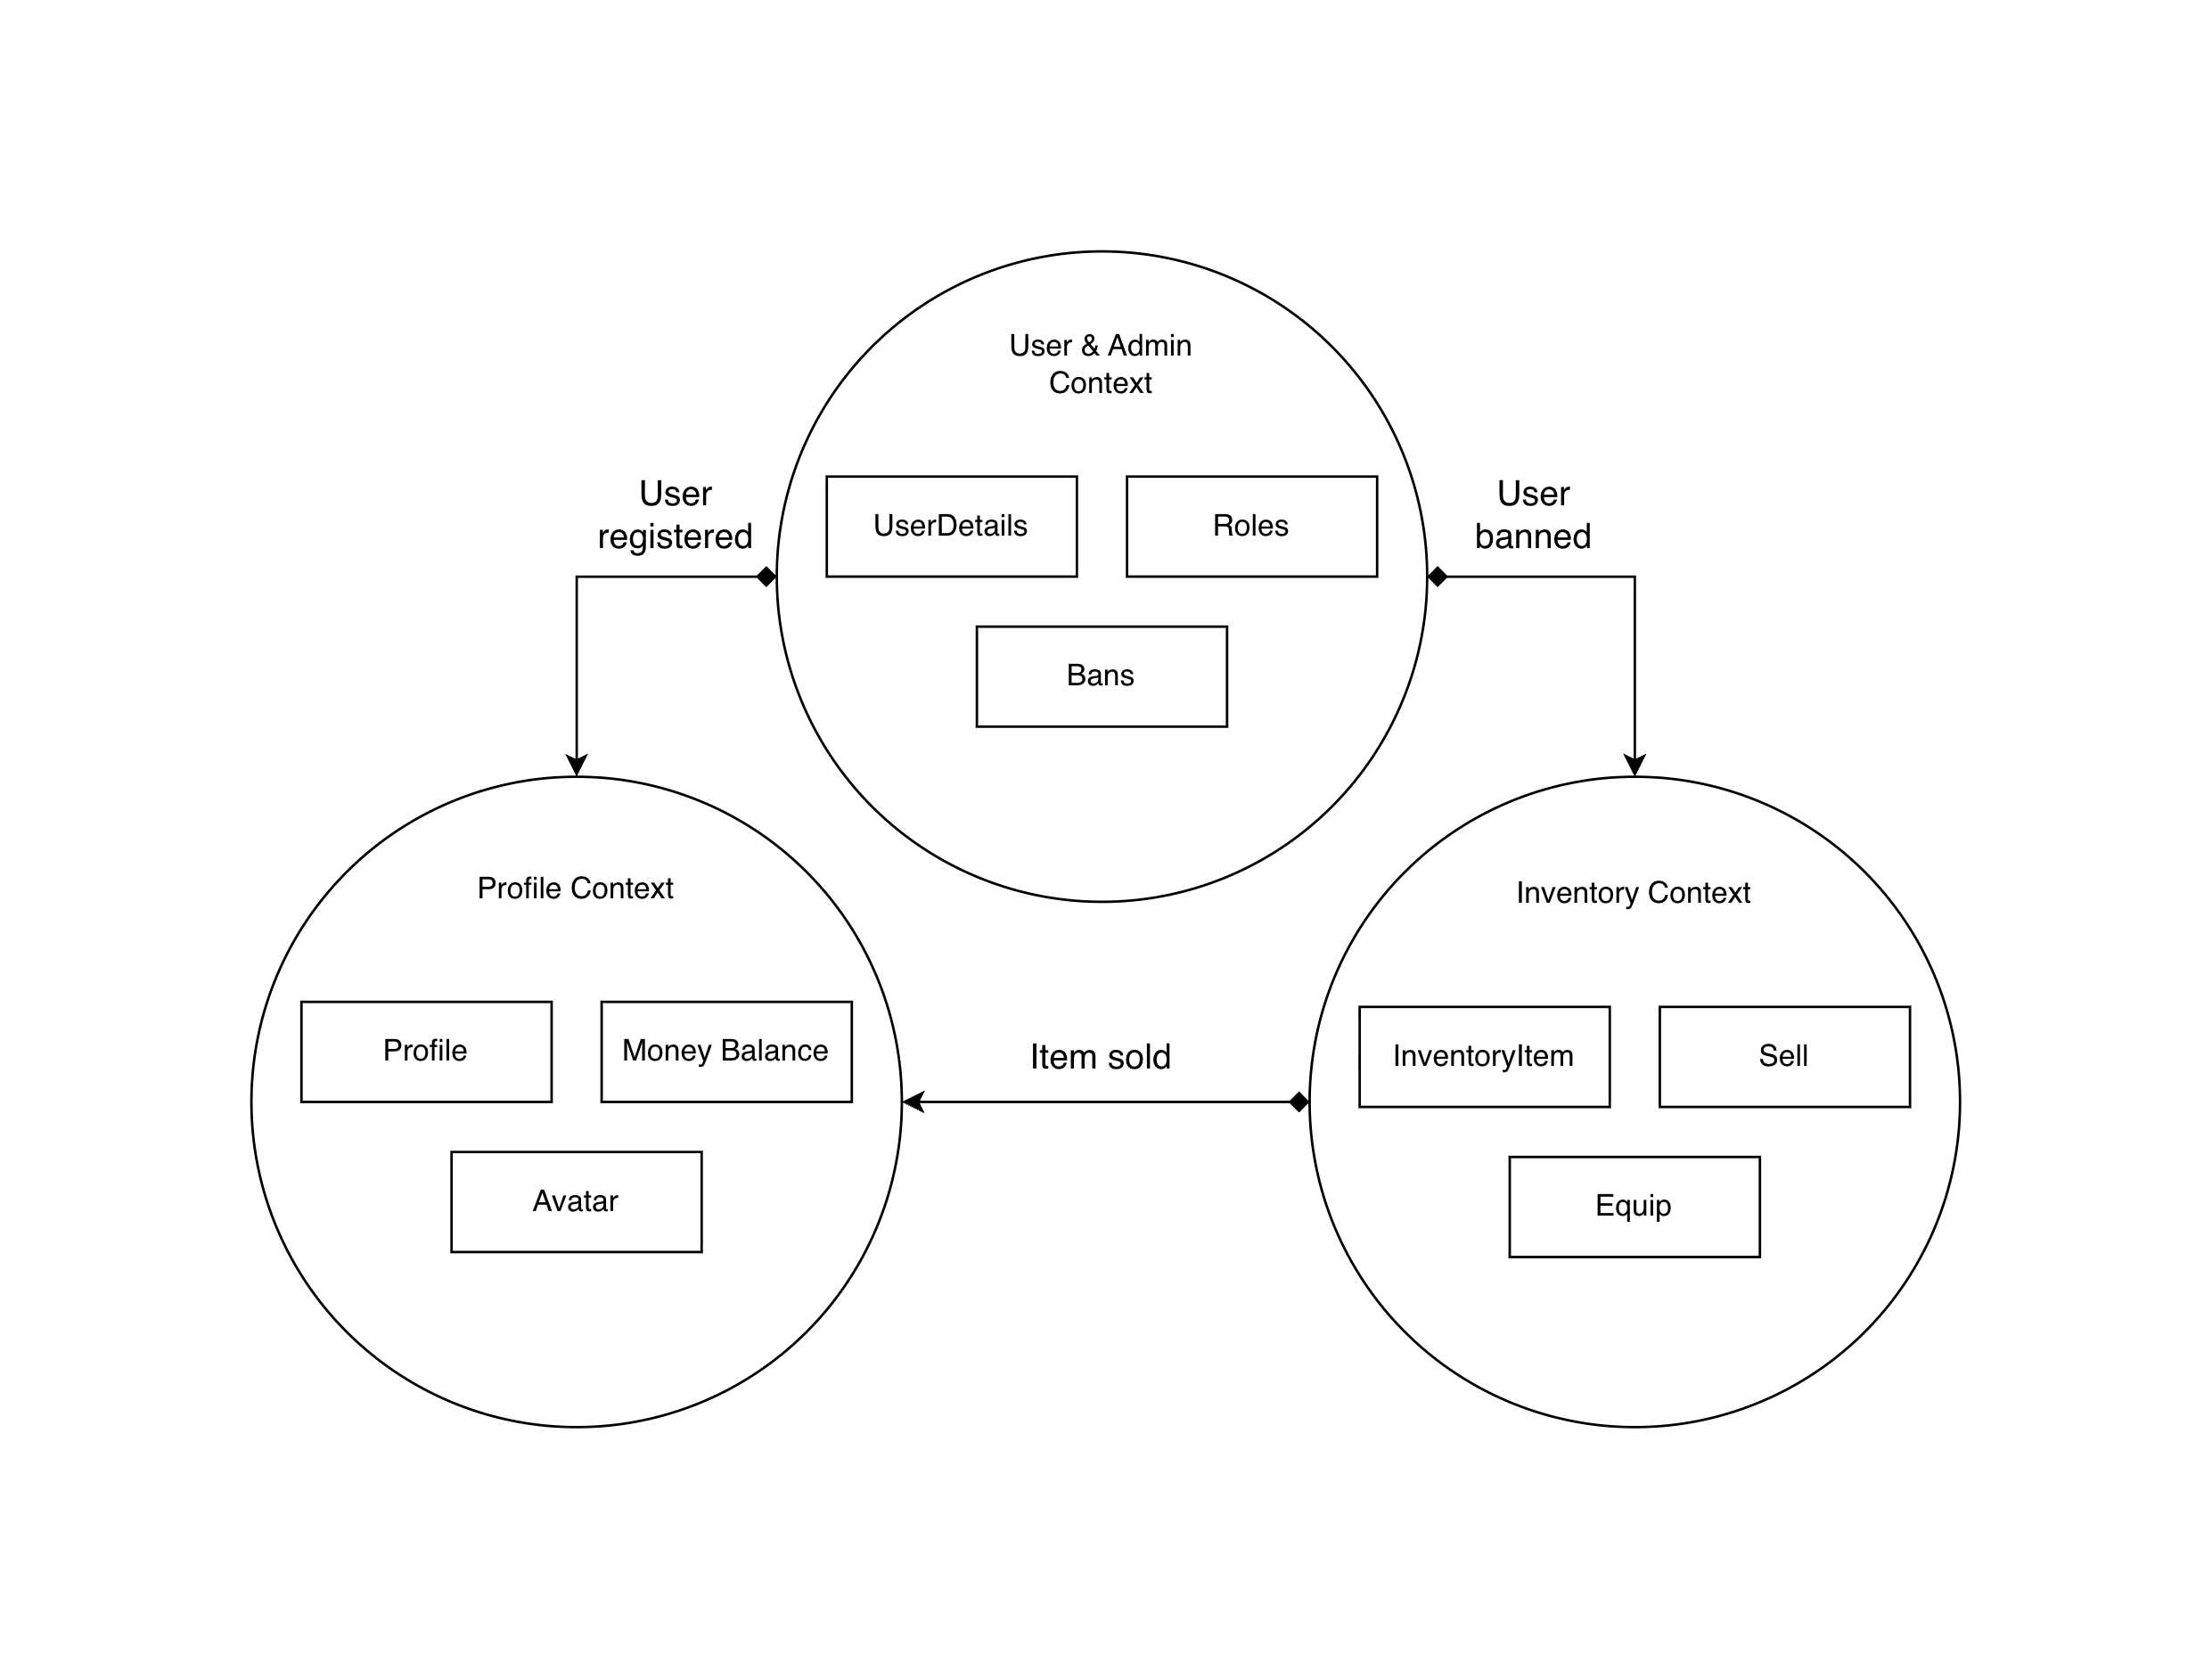 User & Admin
Context
User
registered
UserDetails
Roles
User
banned
Bans
Profile Context
Profile
Money Balance
Avatar
Item sold
Inventory Context
InventoryItem
Sell
Equip